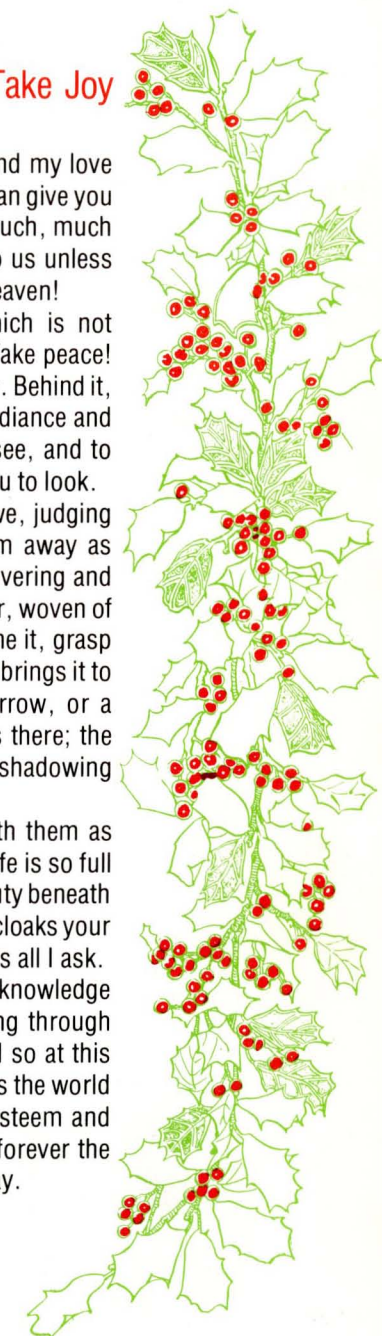 Take Joy
nd my love
an give you
uch, much
o us unless
eaven!
hich is not
Take peace!
. Behind it,
diance and
see, and to
u to look.
ve, judging
m away as
vering and
r, woven of
ne it, grasp
brings it to
rrow, or a
s there; the
shadowing
th them as
fe is so full
uty beneath
cloaks your
s all I ask.
knowledge
ng through
d so at this
s the world
steem and
forever the
ay.